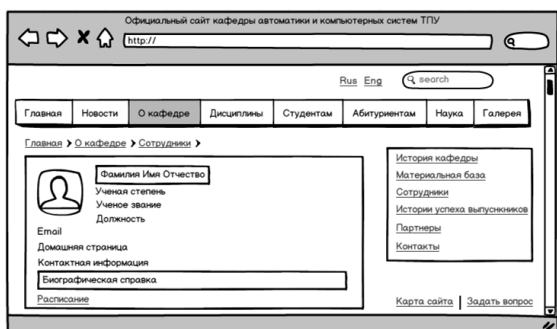 Официальный сайт кафедры автоматики и компьютерных систем ТПУ
http://
Rus Eng search
Главная Новости О кафедре Дисциплины Студентам Абитуриентам Наука Галерея
Главная > О кафедре > Сотрудники >
Фамилия Имя Отчество
Ученая степень
Ученое звание
Должность
Email
Домашняя страница
Контактная информация
Биографическая справка
Расписание
История кафедры
Материальная база
Сотрудники
Истории успеха выпускнкиков
Партнеры
Контакты
Карта сайта | Задать вопрос